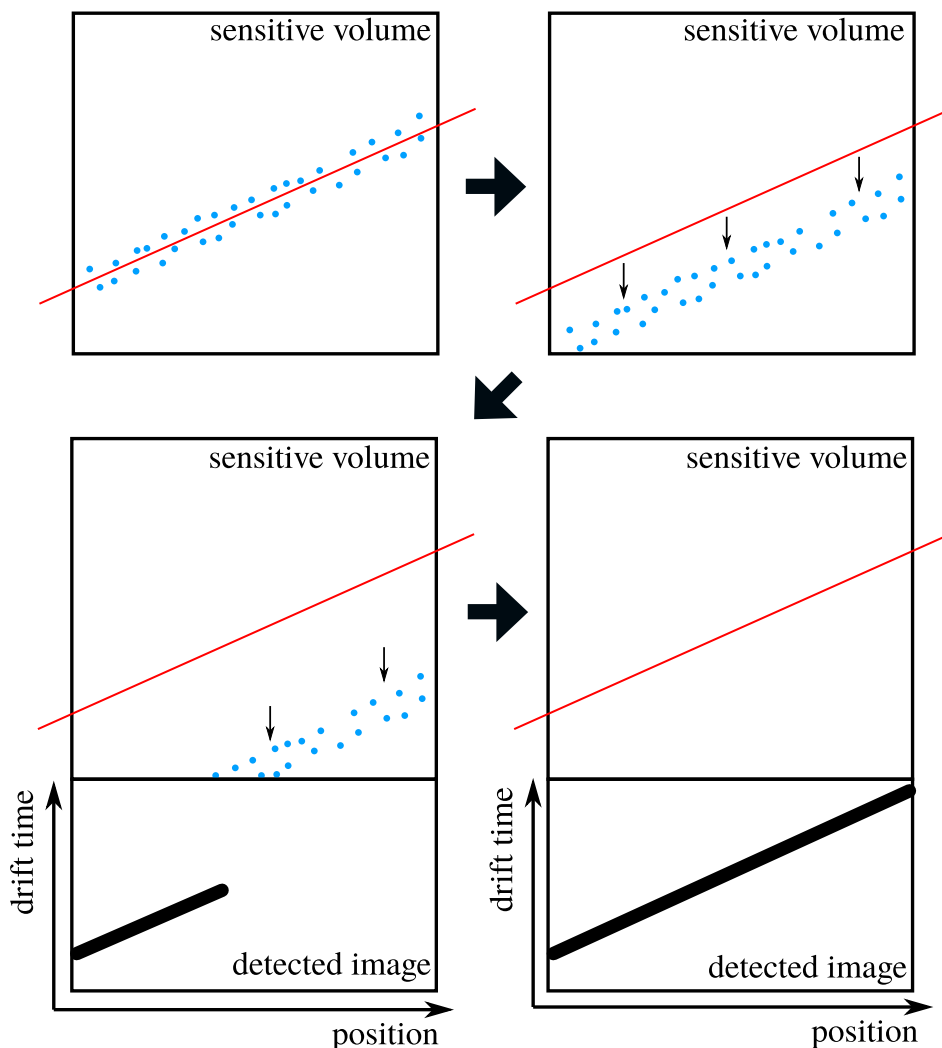 sensitive volume
sensitive volume
sensitive volume
drift time
detected image
position
sensitive volume
drift time
detected image
position